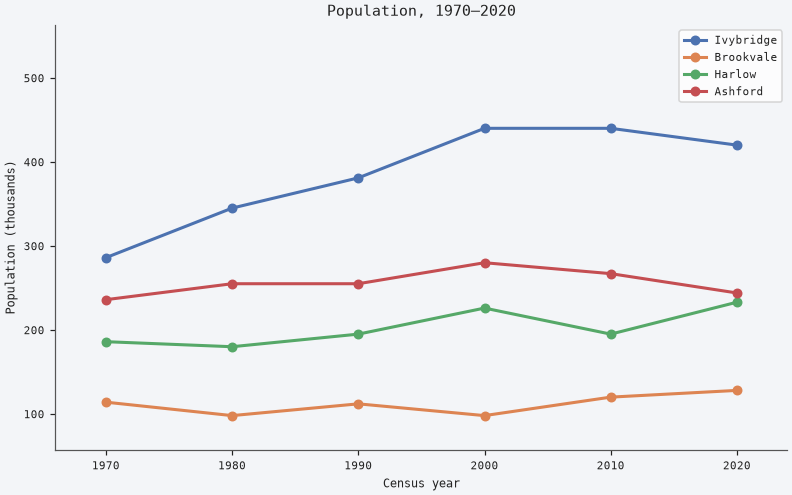 Population, 1970–2020
Ivybridge
Brookvale
Harlow
Ashford
Population (thousands)
500
400
300
200
100
1970 1980 1990 2000 2010 2020
Census year